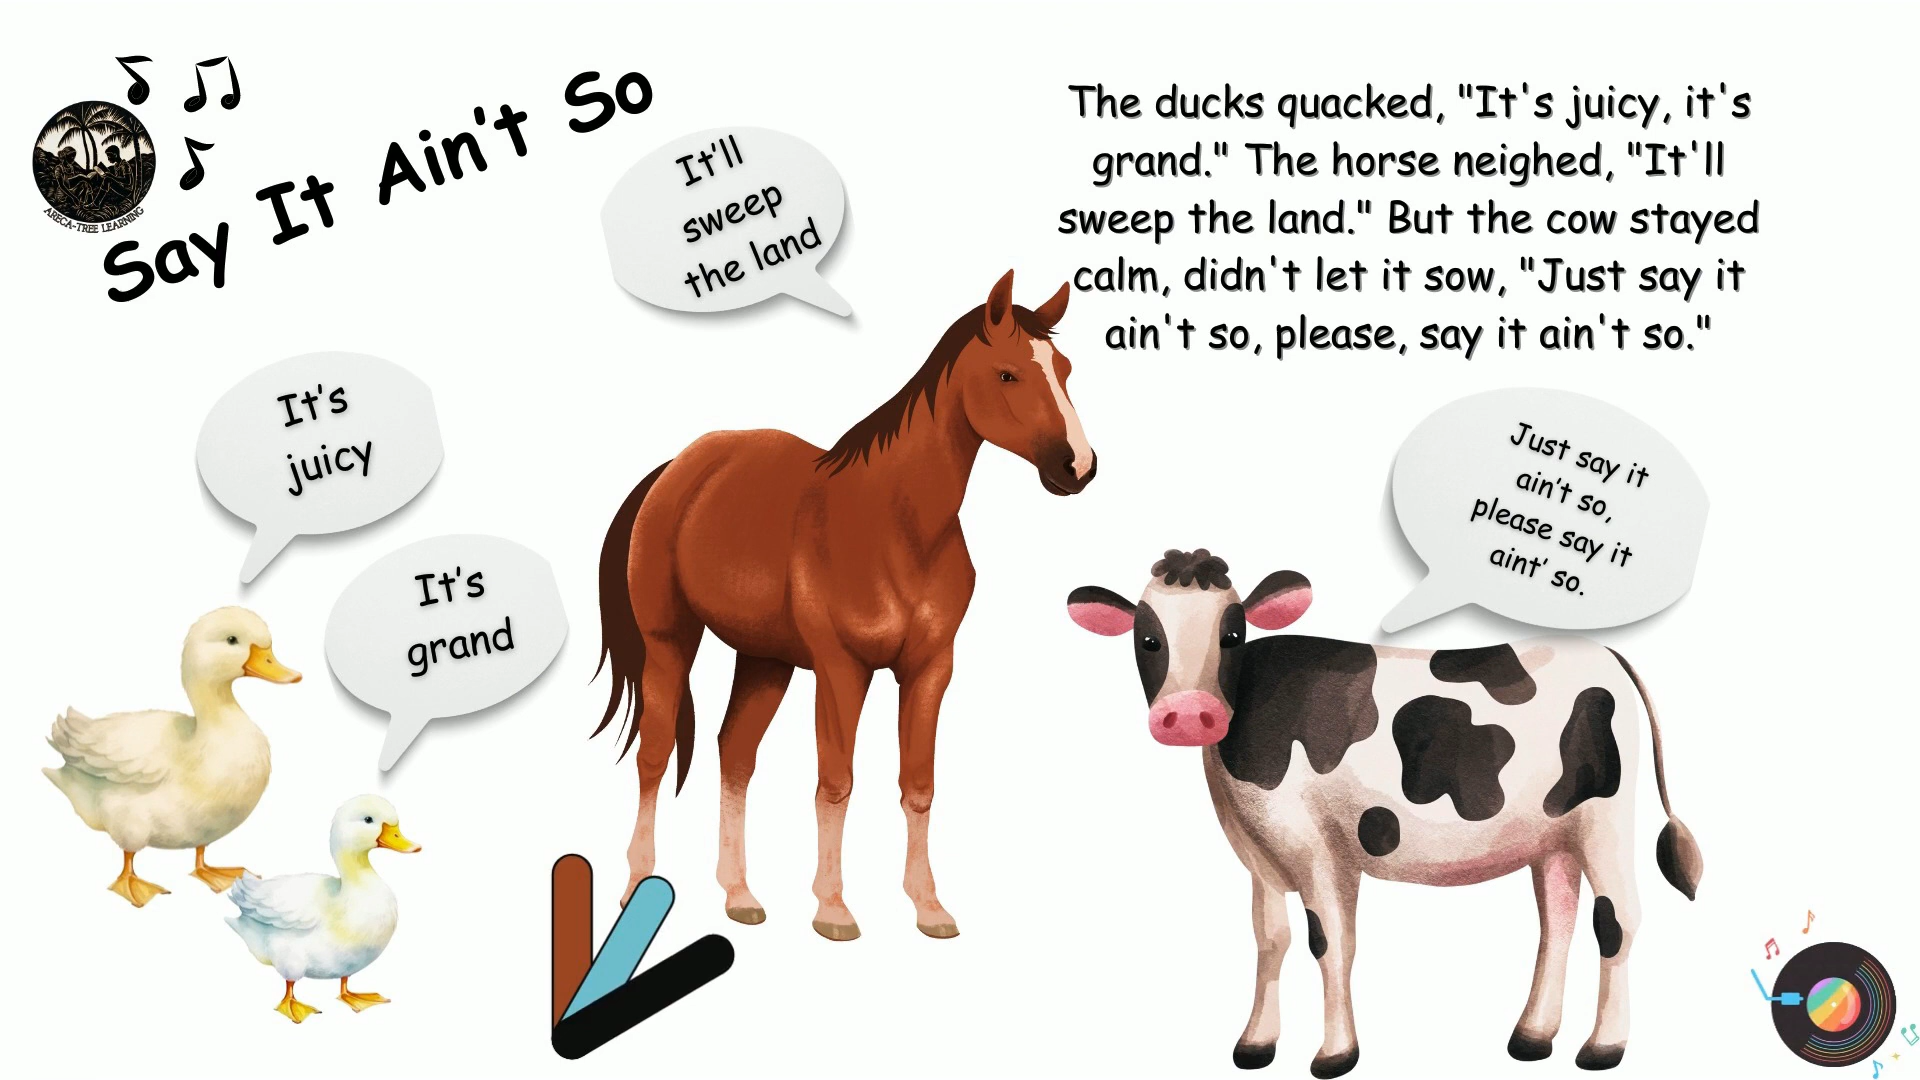 ARECA-TREE LEARNING
Say It Ain't So
It'll
sweep
the land
The ducks quacked, "It's juicy, it's
grand." The horse neighed, "It'll
sweep the land." But the cow stayed
calm, didn't let it sow, "Just say it
ain't so, please, say it ain't so."
It's
juicy
It's
grand
Just say it
ain't so,
please say it
aint' so.